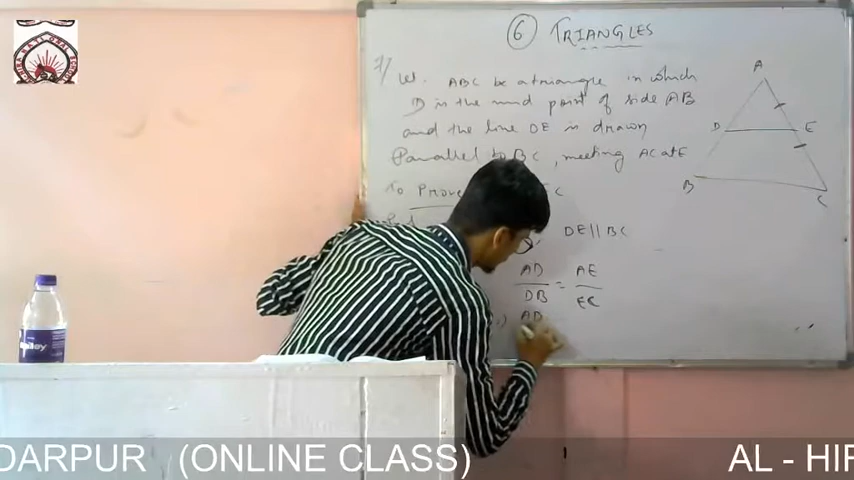 6 TRIANGLES
ABC be a triangle in which
D is the mid point of side AB
and the line DE is drawn
Parallel to BC, meeting AC at E
To Prove
DE || BC
AD
DB
=
AE
EC
AD
A
D
E
B
C
DARPUR (ONLINE CLASS)
AL - HIR